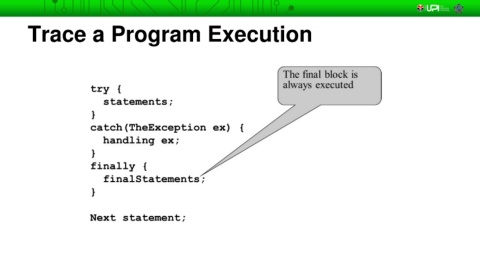 UPI
Trace a Program Execution
The final block is
always executed
try {
statements;
}
catch(TheException ex) {
handling ex;
}
finally {
finalStatements;
}
Next statement;